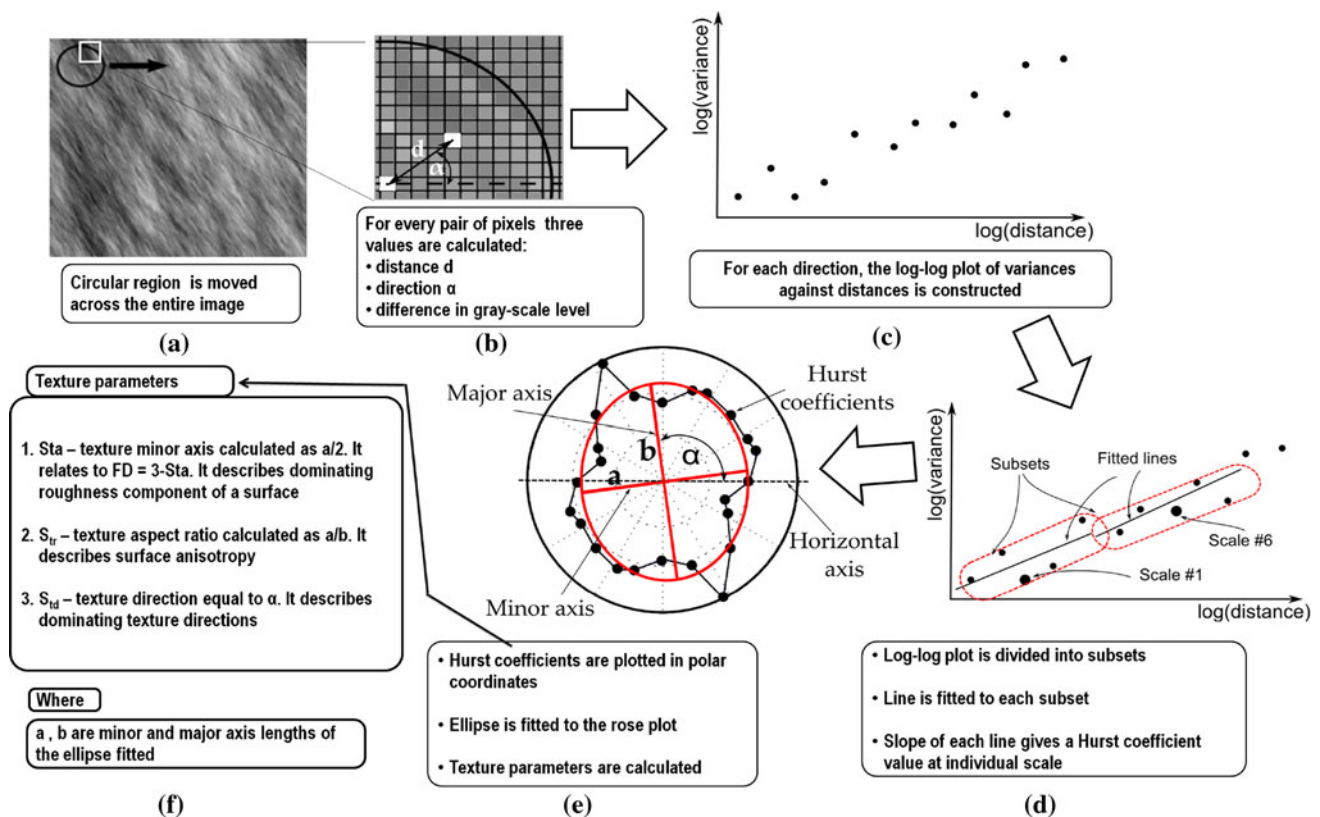 d
α
Circular region is moved
across the entire image
(a)
For every pair of pixels three
values are calculated:
• distance d
• direction α
• difference in gray-scale level
(b)
log(variance)
log(distance)
For each direction, the log-log plot of variances
against distances is constructed
(c)
log(variance)
Subsets
Fitted lines
Scale #6
Scale #1
log(distance)
• Log-log plot is divided into subsets
• Line is fitted to each subset
• Slope of each line gives a Hurst coefficient
value at individual scale
(d)
Major axis
Hurst
coefficients
b
α
a
Horizontal
axis
Minor axis
• Hurst coefficients are plotted in polar
coordinates
• Ellipse is fitted to the rose plot
• Texture parameters are calculated
(e)
Texture parameters
1. Sta – texture minor axis calculated as a/2. It
relates to FD = 3-Sta. It describes dominating
roughness component of a surface
2. Str – texture aspect ratio calculated as a/b. It
describes surface anisotropy
3. Std – texture direction equal to α. It describes
dominating texture directions
Where
a , b are minor and major axis lengths of
the ellipse fitted
(f)